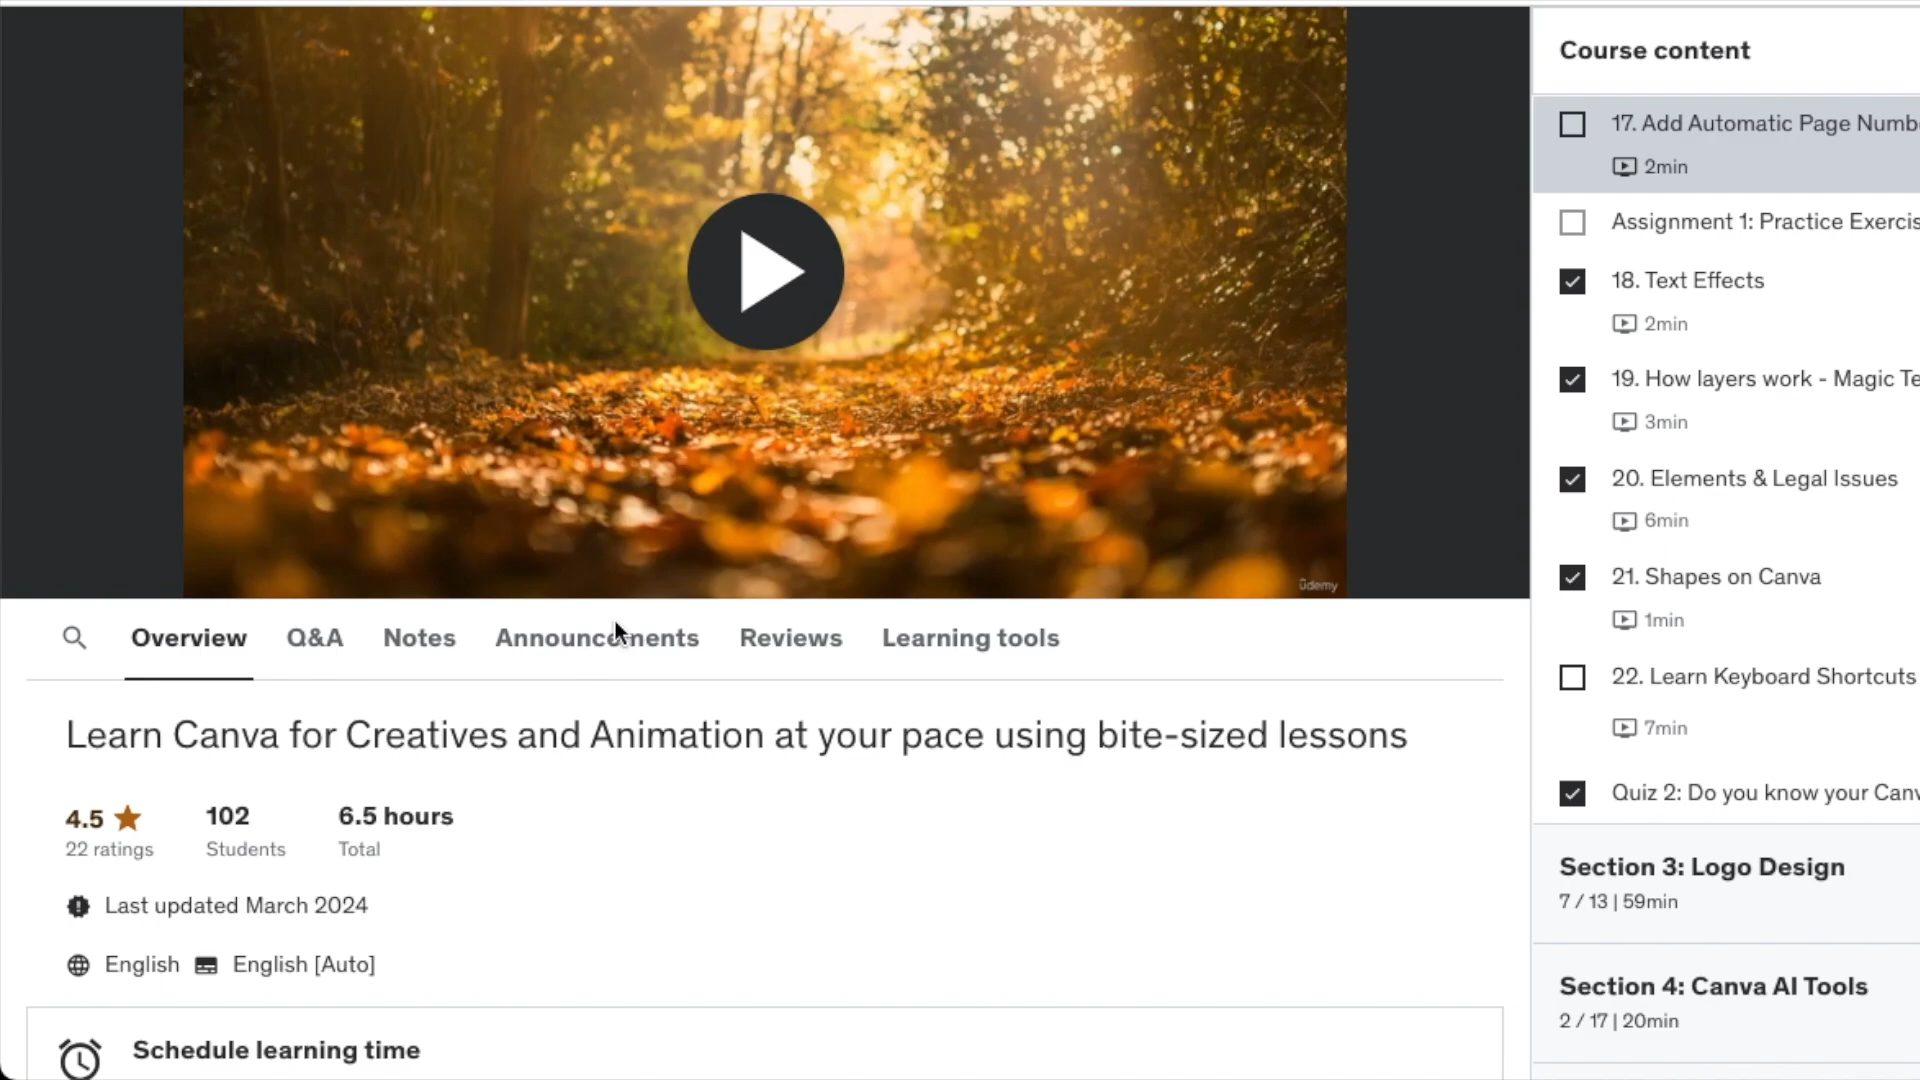 ûdemy
Overview Q&A Notes Announcements Reviews Learning tools
Learn Canva for Creatives and Animation at your pace using bite-sized lessons
4.5 102 6.5 hours
22 ratings Students Total
Last updated March 2024
English English [Auto]
Schedule learning time
Course content
17. Add Automatic Page Numb
2min
Assignment 1: Practice Exercis
18. Text Effects
2min
19. How layers work - Magic Te
3min
20. Elements & Legal Issues
6min
21. Shapes on Canva
1min
22. Learn Keyboard Shortcuts
7min
Quiz 2: Do you know your Canv
Section 3: Logo Design
7 / 13 | 59min
Section 4: Canva AI Tools
2 / 17 | 20min